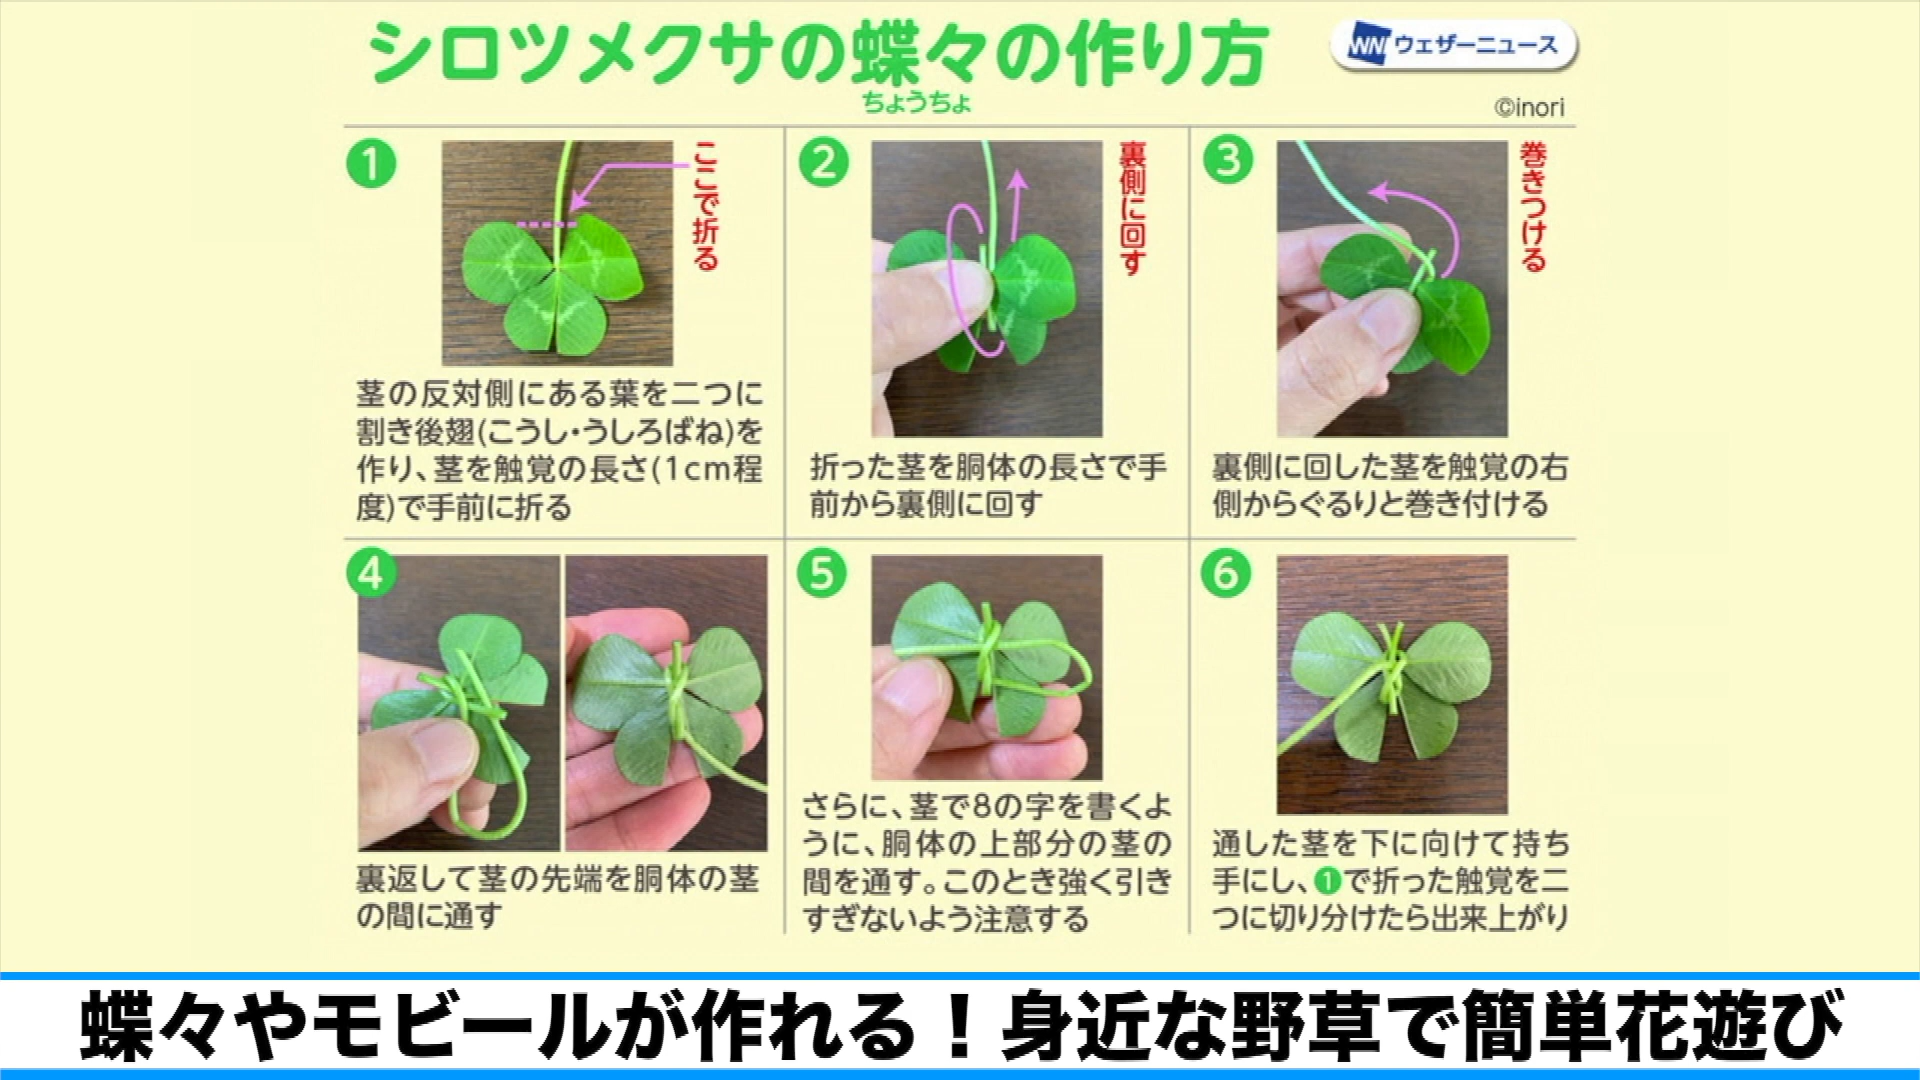 シロツメクサの蝶々の作り方
ちょうちょ
WNウェザーニュース
©inori
1
ここで折る
茎の反対側にある葉を二つに
割き後翅(こうし・うしろばね)を
作り、茎を触覚の長さ(1cm程
度)で手前に折る
2
裏側に回す
折った茎を胴体の長さで手
前から裏側に回す
3
巻きつける
裏側に回した茎を触覚の右
側からぐるりと巻き付ける
4
裏返して茎の先端を胴体の茎
の間に通す
5
さらに、茎で8の字を書くよ
うに、胴体の上部分の茎の
間を通す。このとき強く引き
すぎないよう注意する
6
通した茎を下に向けて持ち
手にし、1で折った触覚を二
つに切り分けたら出来上がり
蝶々やモビールが作れる!身近な野草で簡単花遊び